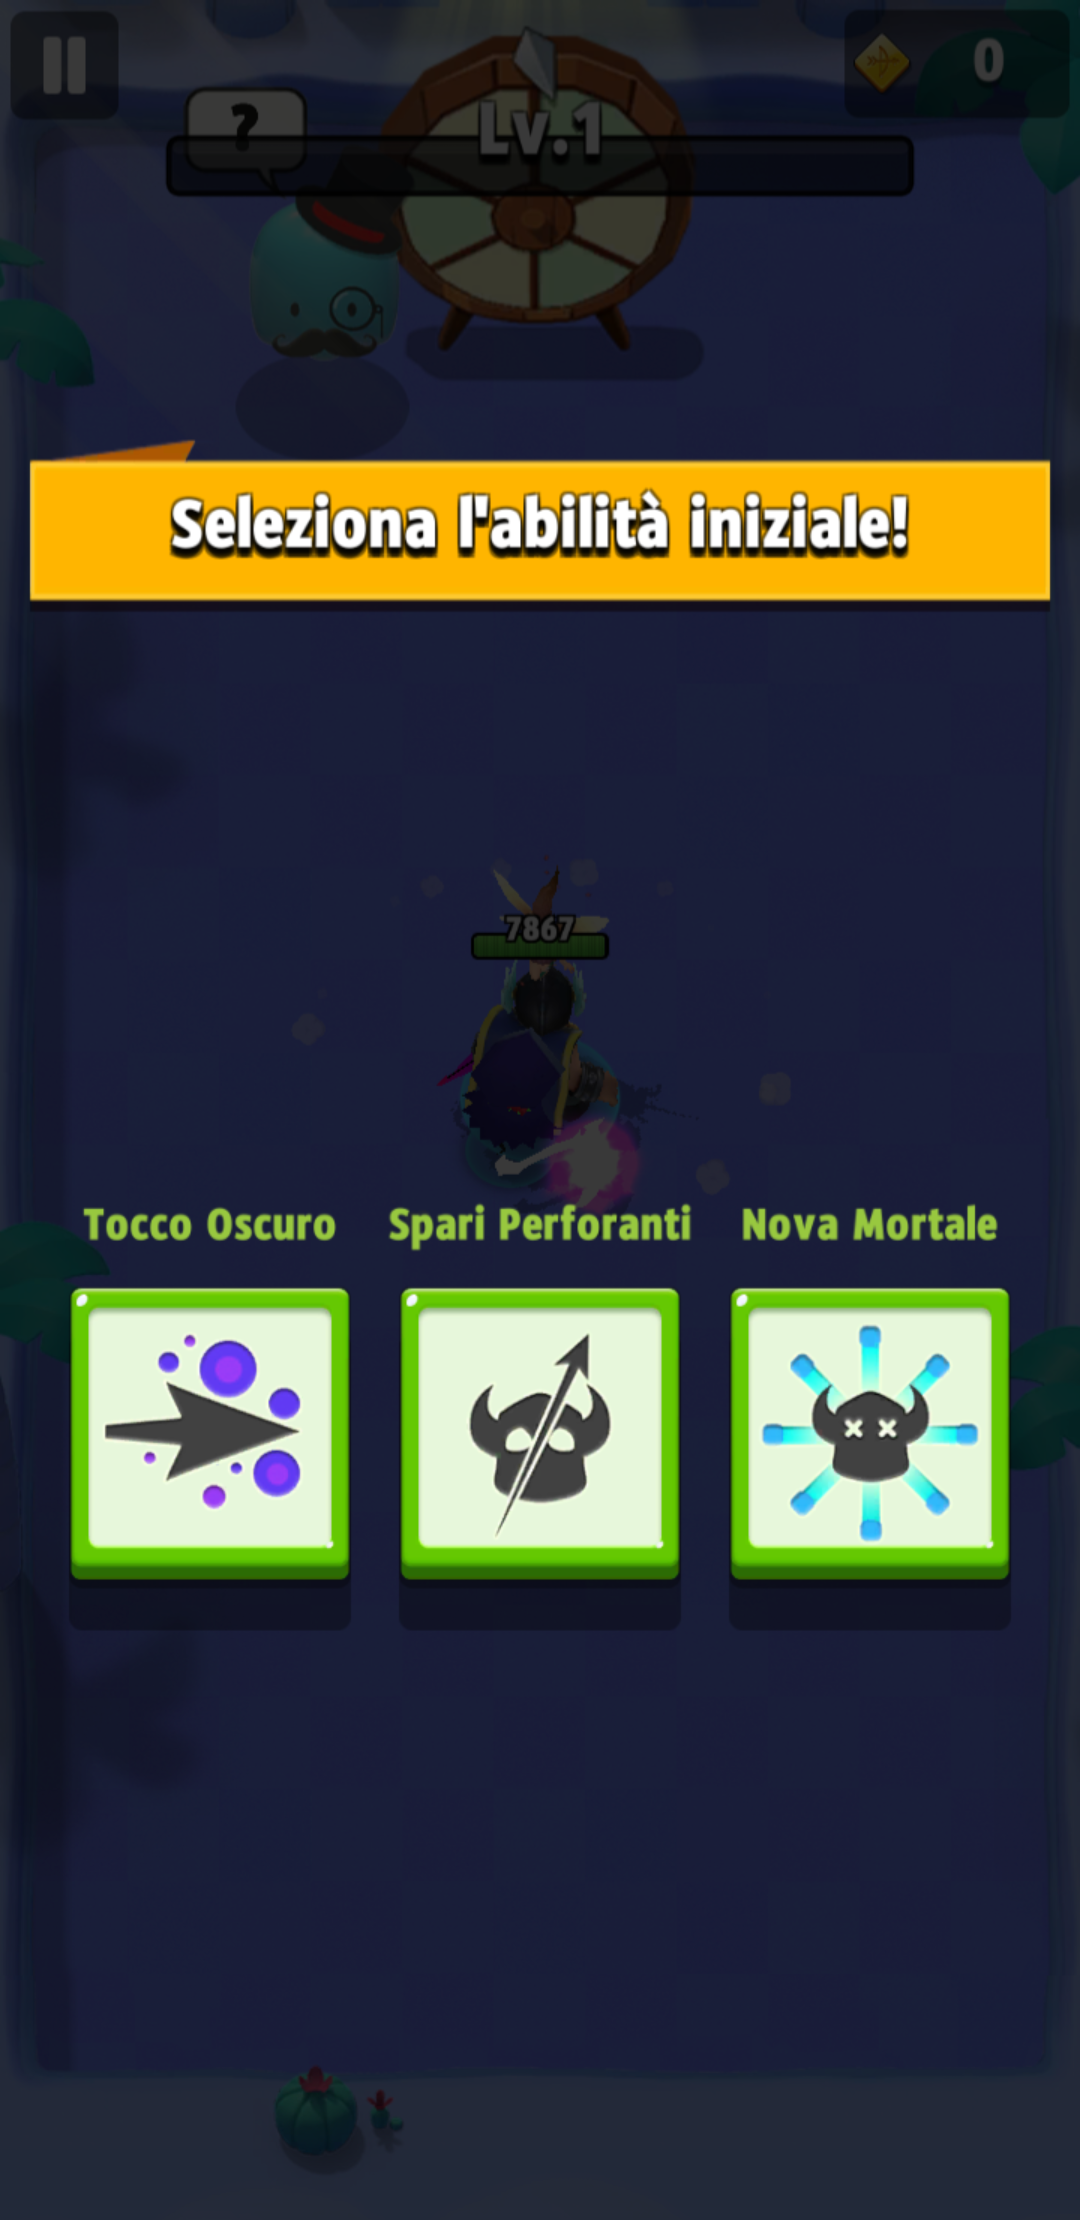 0
?
Lv.1
Seleziona l'abilità iniziale!
7867
Tocco Oscuro
Spari Perforanti
Nova Mortale